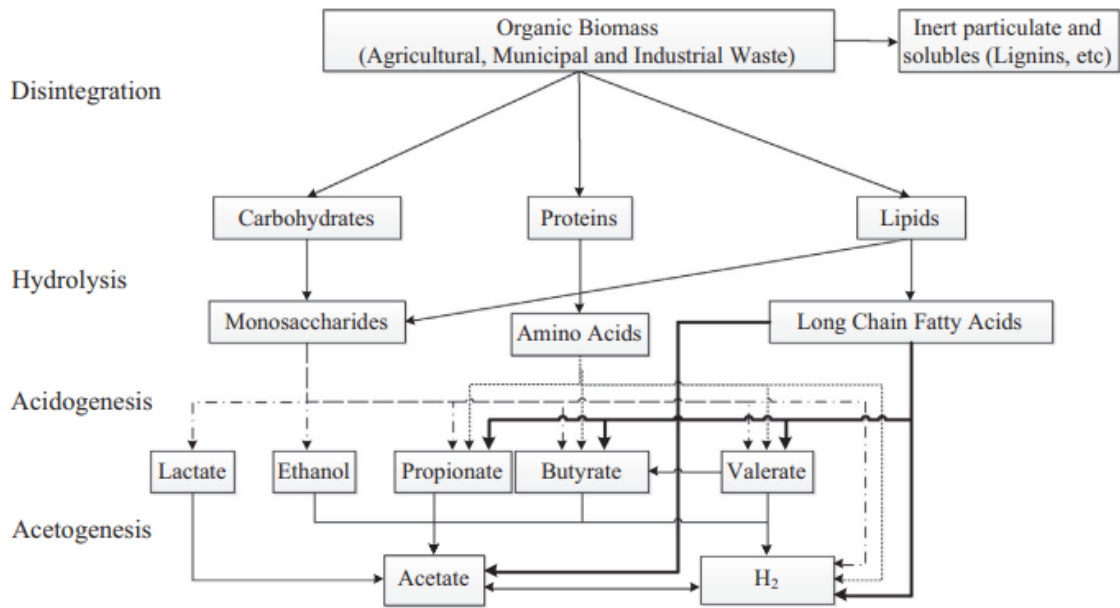 Organic Biomass
(Agricultural, Municipal and Industrial Waste)
Inert particulate and
solubles (Lignins, etc)
Disintegration
Carbohydrates
Proteins
Lipids
Hydrolysis
Monosaccharides
Amino Acids
Long Chain Fatty Acids
Acidogenesis
Lactate
Ethanol
Propionate
Butyrate
Valerate
Acetogenesis
Acetate
H₂